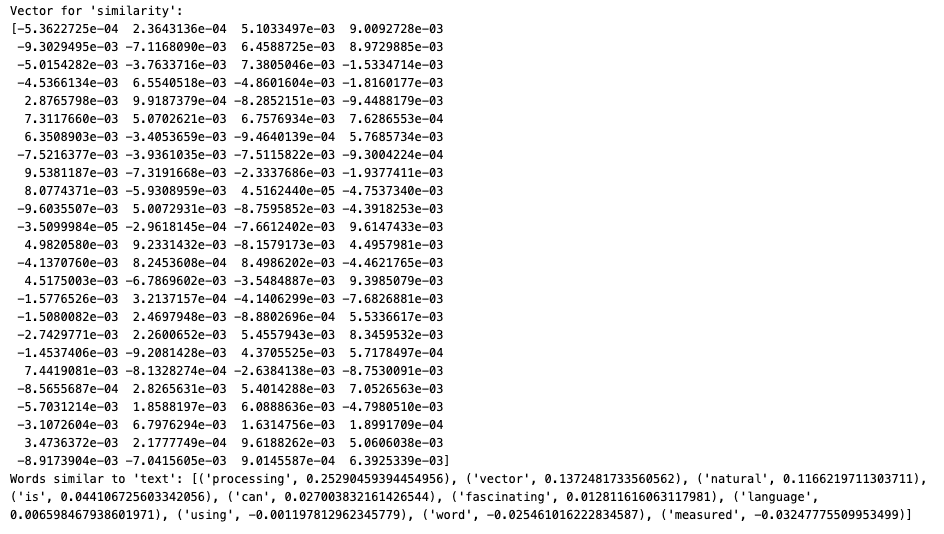 Vector for 'similarity':
[-5.3622725e-04 2.3643136e-04 5.1033497e-03 9.0092728e-03
-9.3029495e-03 -7.1168090e-03 6.4588725e-03 8.9729885e-03
-5.0154282e-03 -3.7633716e-03 7.3805046e-03 -1.5334714e-03
-4.5366134e-03 6.5540518e-03 -4.8601604e-03 -1.8160177e-03
2.8765798e-03 9.9187379e-04 -8.2852151e-03 -9.4488179e-03
7.3117660e-03 5.0702621e-03 6.7576934e-03 7.6286553e-04
6.3508903e-03 -3.4053659e-03 -9.4640139e-04 5.7685734e-03
-7.5216377e-03 -3.9361035e-03 -7.5115822e-03 -9.3004224e-04
9.5381187e-03 -7.3191668e-03 -2.3337686e-03 -1.9377411e-03
8.0774371e-03 -5.9308959e-03 4.5162440e-05 -4.7537340e-03
-9.6035507e-03 5.0072931e-03 -8.7595852e-03 -4.3918253e-03
-3.5099984e-05 -2.9618145e-04 -7.6612402e-03 9.6147433e-03
4.9820580e-03 9.2331432e-03 -8.1579173e-03 4.4957981e-03
-4.1370760e-03 8.2453608e-04 8.4986202e-03 -4.4621765e-03
4.5175003e-03 -6.7869602e-03 -3.5484887e-03 9.3985079e-03
-1.5776526e-03 3.2137157e-04 -4.1406299e-03 -7.6826881e-03
-1.5080082e-03 2.4697948e-03 -8.8802696e-04 5.5336617e-03
-2.7429771e-03 2.2600652e-03 5.4557943e-03 8.3459532e-03
-1.4537406e-03 -9.2081428e-03 4.3705525e-03 5.7178497e-04
7.4419081e-03 -8.1328274e-04 -2.6384138e-03 -8.7530091e-03
-8.5655687e-04 2.8265631e-03 5.4014288e-03 7.0526563e-03
-5.7031214e-03 1.8588197e-03 6.0888636e-03 -4.7980510e-03
-3.1072604e-03 6.7976294e-03 1.6314756e-03 1.8991709e-04
3.4736372e-03 2.1777749e-04 9.6188262e-03 5.0606038e-03
-8.9173904e-03 -7.0415605e-03 9.0145587e-04 6.3925339e-03]
Words similar to 'text': [('processing', 0.25290459394454956), ('vector', 0.1372481733560562), ('natural', 0.1166219711303711),
('is', 0.044106725603342056), ('can', 0.027003832161426544), ('fascinating', 0.012811616063117981), ('language',
0.006598467938601971), ('using', -0.001197812962345779), ('word', -0.025461016222834587), ('measured', -0.03247775509953499)]